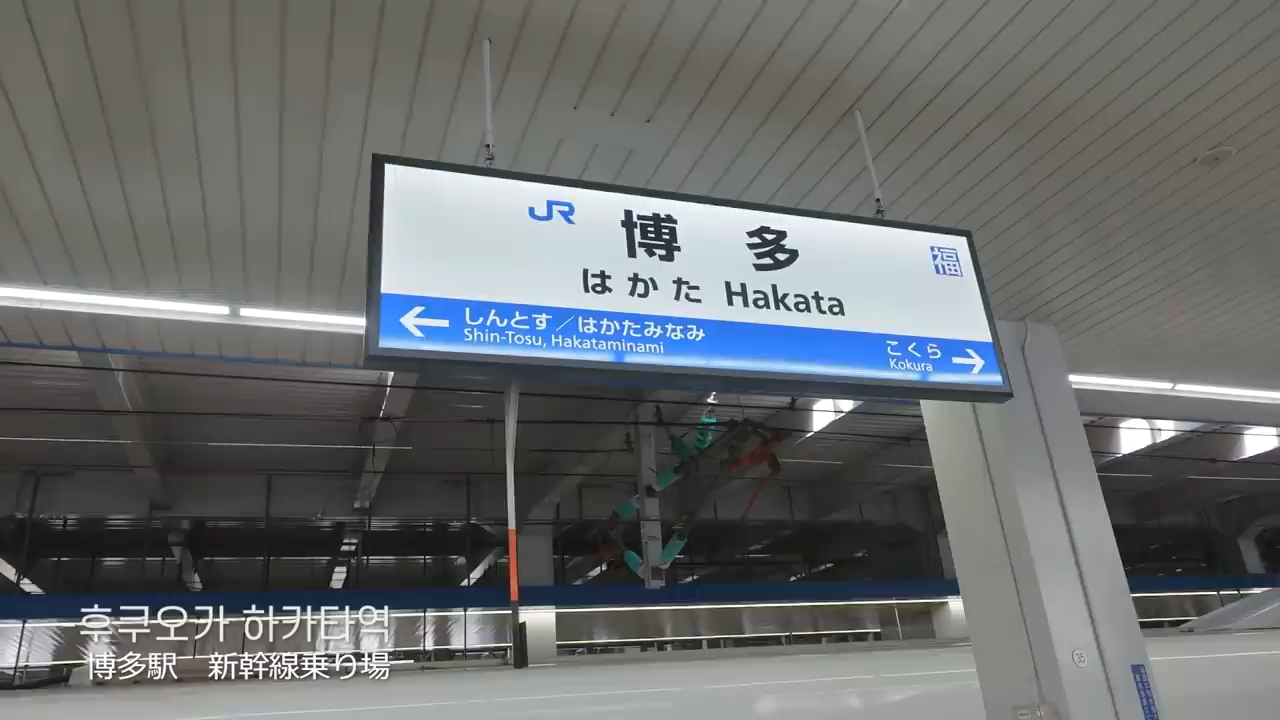 JR 博多 福
はかた Hakata
← しんとす／はかたみなみ
Shin-Tosu, Hakataminami
こくら →
Kokura
35
후쿠오카 하카타역
博多駅　新幹線乗り場